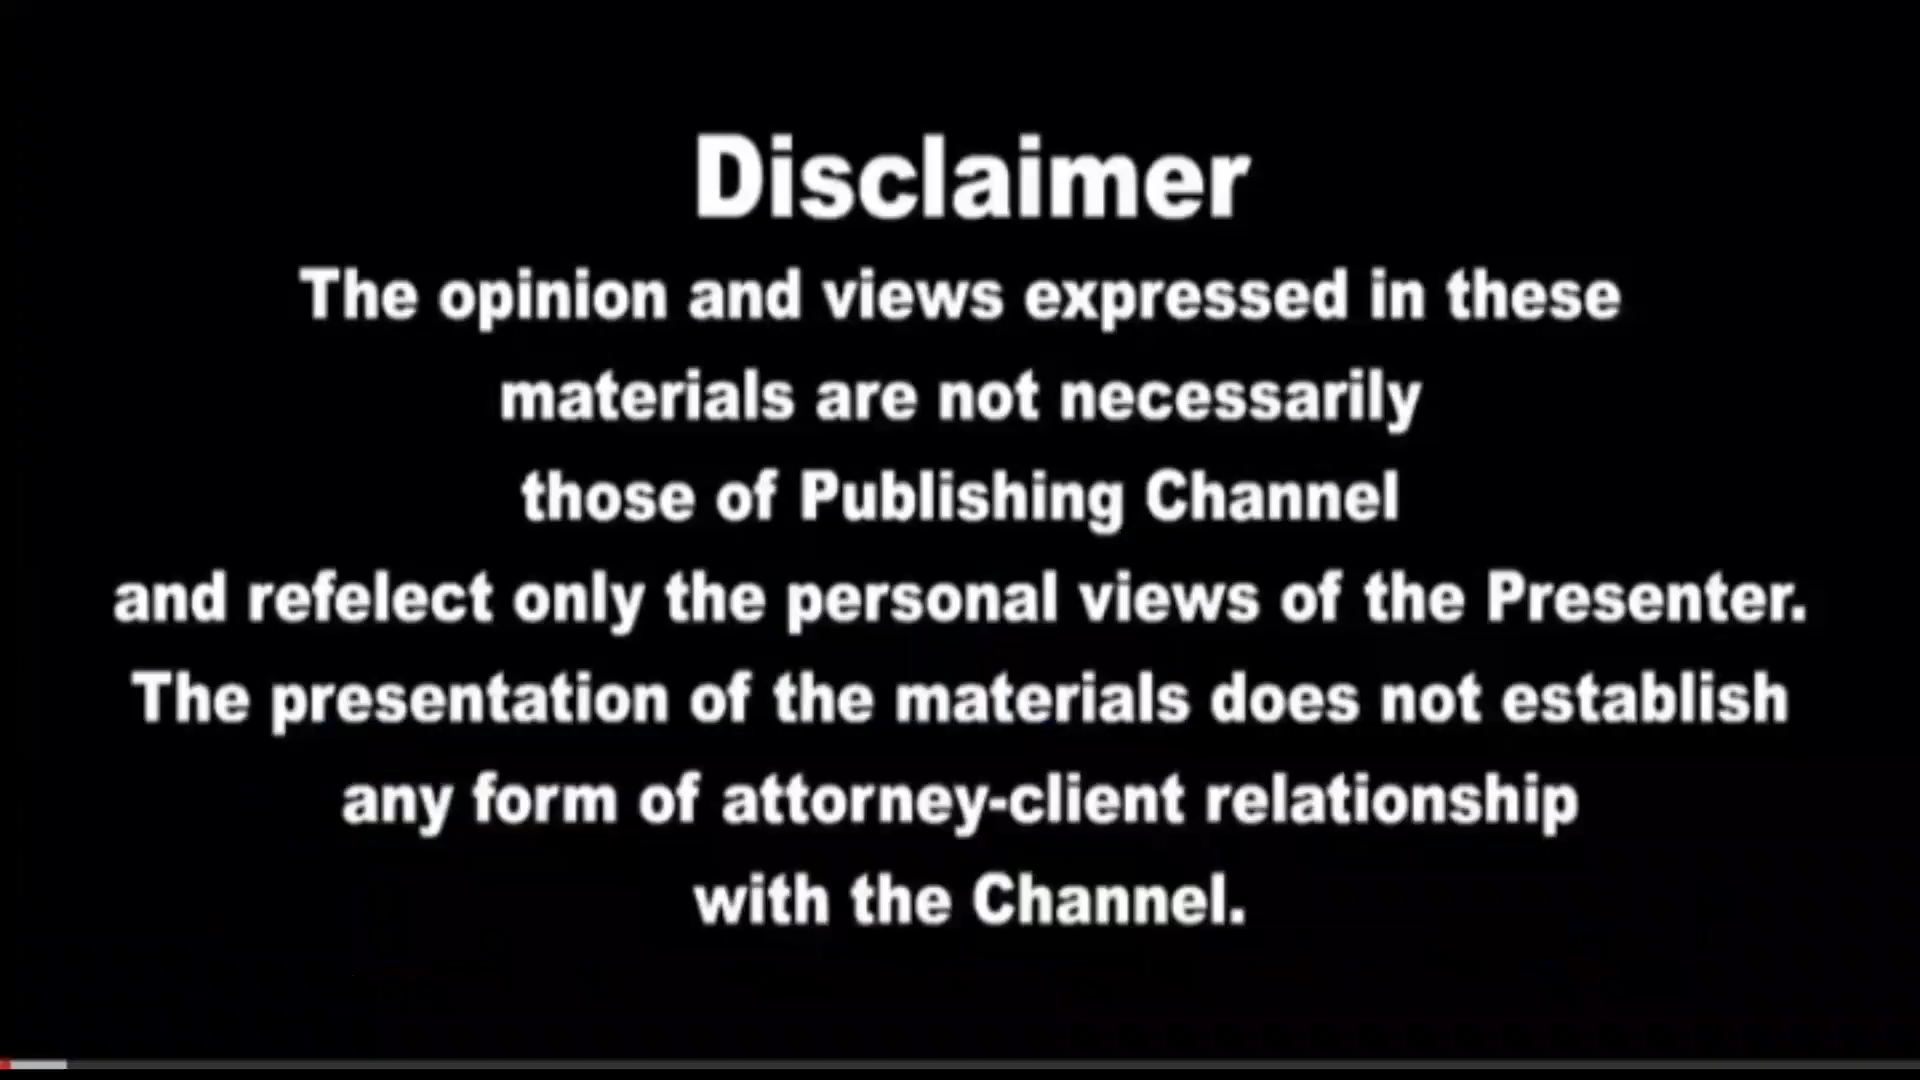 Disclaimer
The opinion and views expressed in these
materials are not necessarily
those of Publishing Channel
and refelect only the personal views of the Presenter.
The presentation of the materials does not establish
any form of attorney-client relationship
with the Channel.